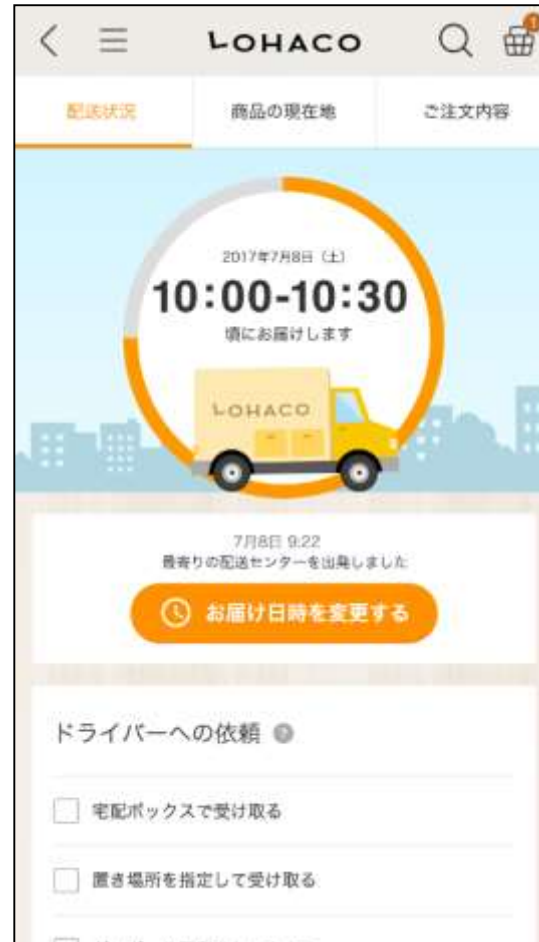 LOHACO
1
配送状況 商品の現在地 ご注文内容
2017年7月8日（土）
10:00-10:30
頃にお届けします
LOHACO
7月8日 9:22
最寄りの配送センターを出発しました
お届け日時を変更する
ドライバーへの依頼 ?
宅配ボックスで受け取る
置き場所を指定して受け取る